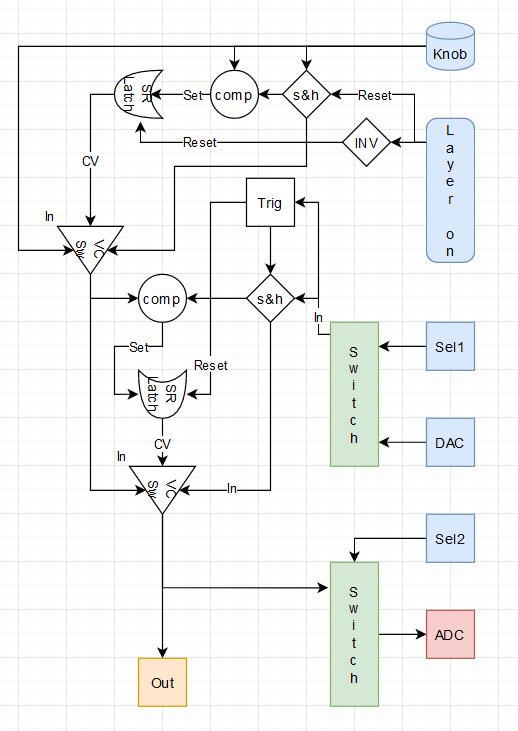 Knob
SR
Latch
Set
comp
s&h
Reset
Reset
INV
Layer on
CV
In
VC
Sw
Trig
comp
s&h
In
Set
Reset
SR
Latch
Switch
Sel1
CV
DAC
In
VC
Sw
In
Sel2
Switch
ADC
Out